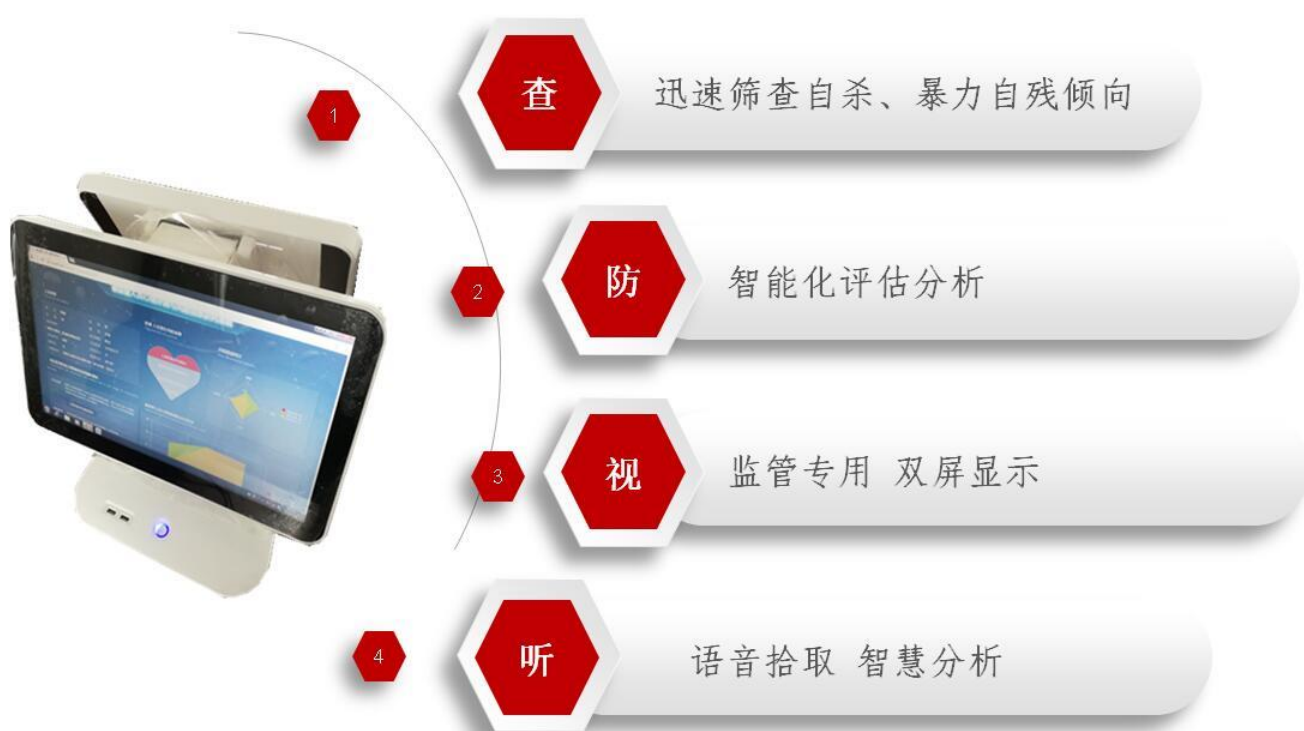 1
查
迅速筛查自杀、暴力自残倾向
2
防
智能化评估分析
3
视
监管专用 双屏显示
4
听
语音拾取 智慧分析